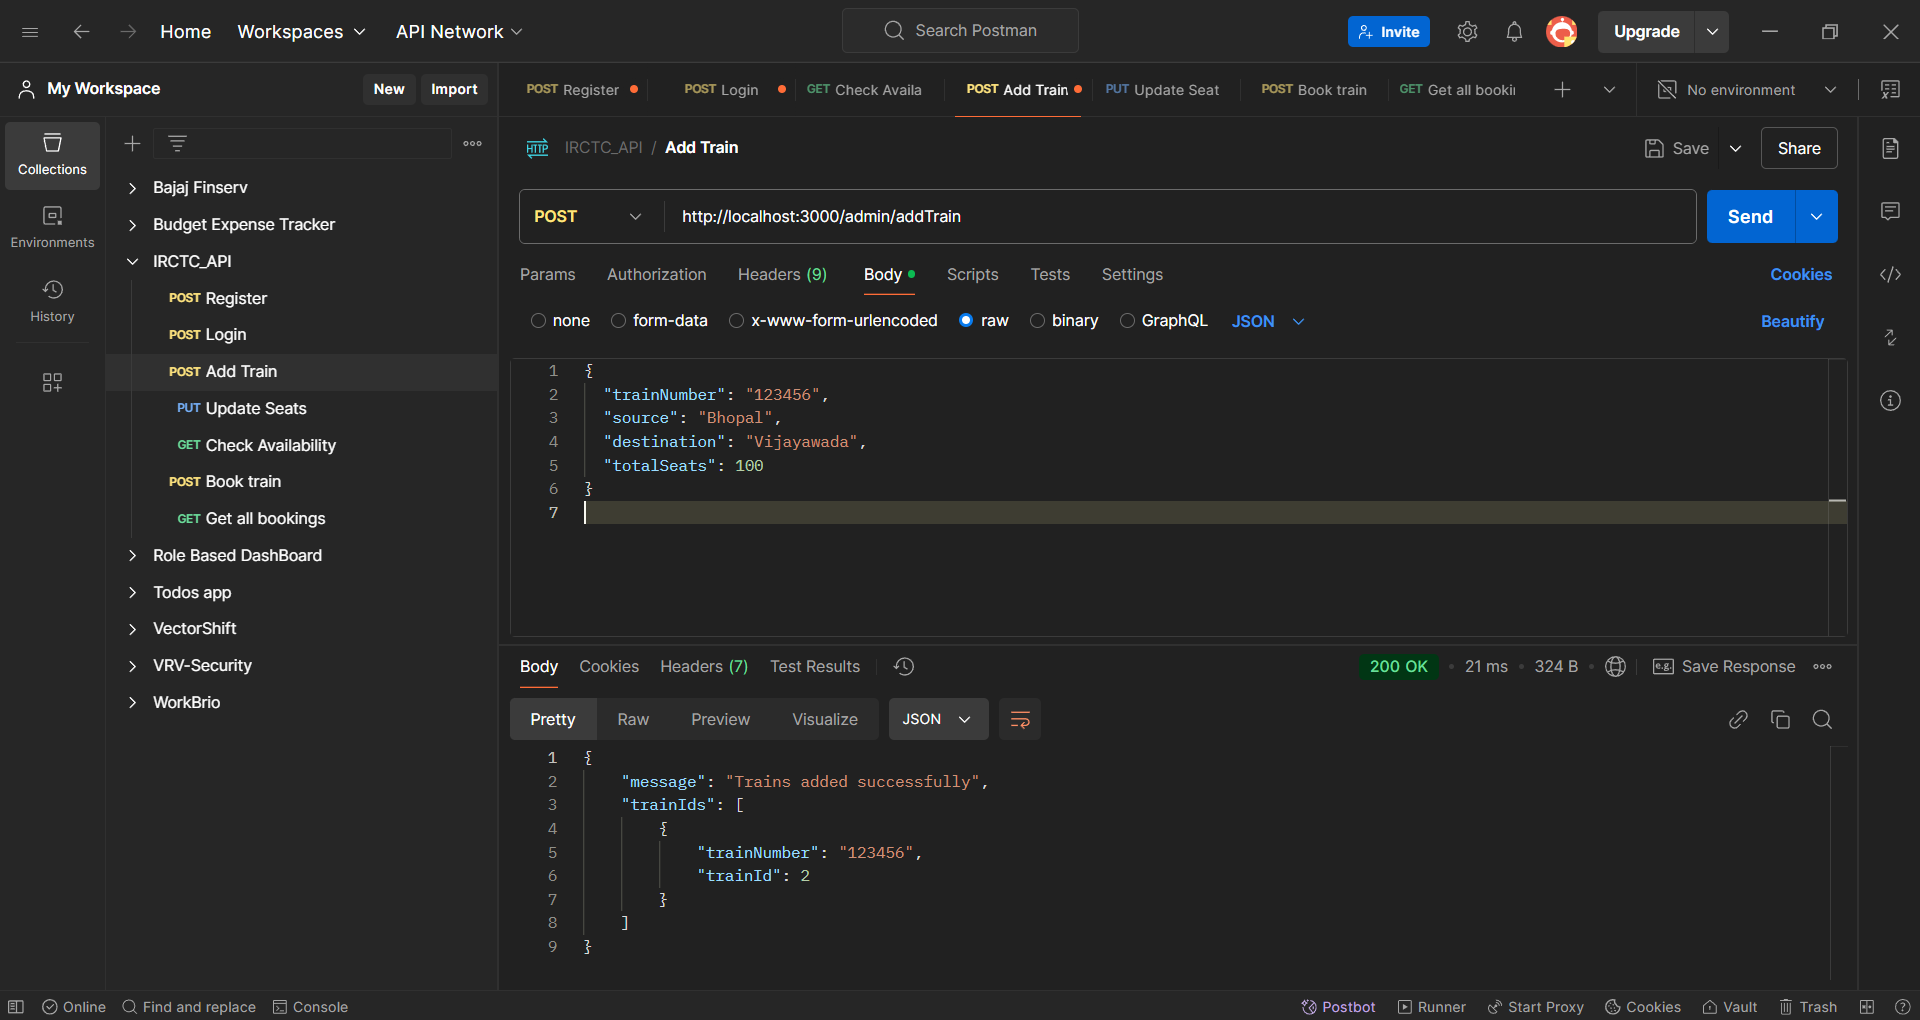 Home Workspaces API Network Search Postman Invite Upgrade
My Workspace New Import
POST Register POST Login GET Check Availa POST Add Train PUT Update Seat POST Book train GET Get all booki No environment
Collections
Environments
History
Bajaj Finserv
Budget Expense Tracker
IRCTC_API
POST Register
POST Login
POST Add Train
PUT Update Seats
GET Check Availability
POST Book train
GET Get all bookings
Role Based DashBoard
Todos app
VectorShift
VRV-Security
WorkBrio
HTTP IRCTC_API / Add Train Save Share
POST http://localhost:3000/admin/addTrain Send
Params Authorization Headers (9) Body Scripts Tests Settings Cookies
none form-data x-www-form-urlencoded raw binary GraphQL JSON Beautify
1 {
2 "trainNumber": "123456",
3 "source": "Bhopal",
4 "destination": "Vijayawada",
5 "totalSeats": 100
6 }
7
Body Cookies Headers (7) Test Results 200 OK • 21 ms • 324 B • e.g. Save Response
Pretty Raw Preview Visualize JSON
1 {
2 "message": "Trains added successfully",
3 "trainIds": [
4 {
5 "trainNumber": "123456",
6 "trainId": 2
7 }
8 ]
9 }
Online Find and replace Console Postbot Runner Start Proxy Cookies Vault Trash